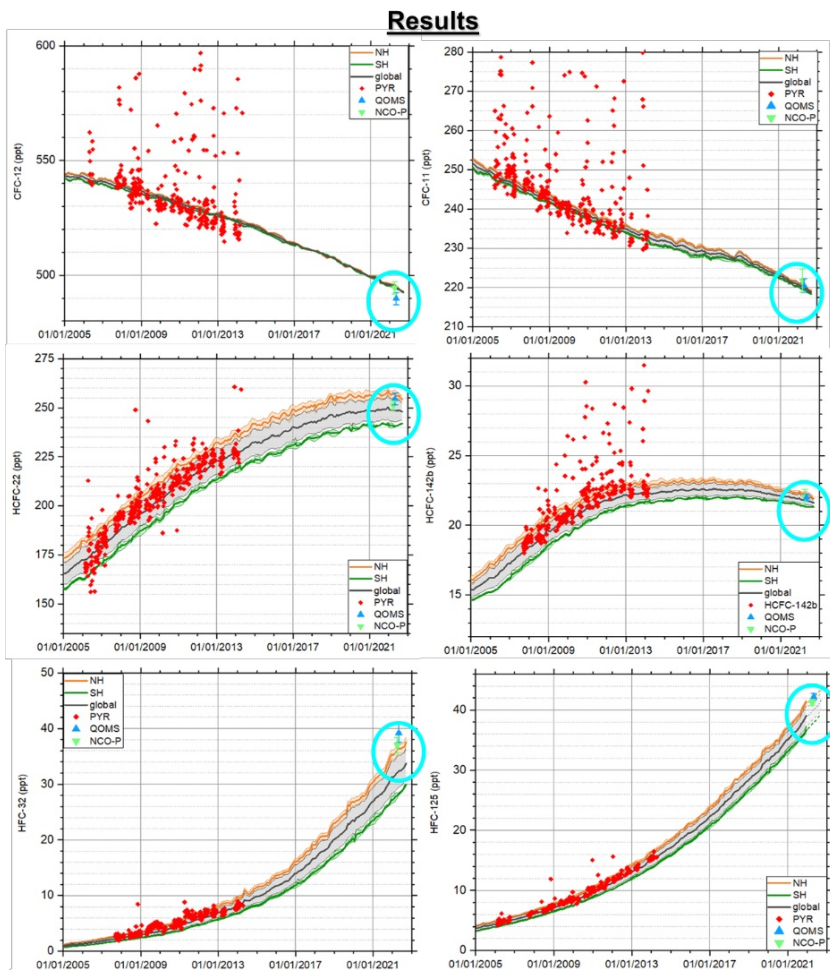 Results
600
550
500
CFC-12 (ppt)
NH
SH
global
PYR
QOMS
NCO-P
01/01/2005 01/01/2009 01/01/2013 01/01/2017 01/01/2021
280
270
260
250
240
230
220
210
CFC-11 (ppt)
NH
SH
global
PYR
QOMS
NCO-P
01/01/2005 01/01/2009 01/01/2013 01/01/2017 01/01/2021
275
250
225
200
175
150
HCFC-22 (ppt)
NH
SH
global
PYR
QOMS
NCO-P
01/01/2005 01/01/2009 01/01/2013 01/01/2017 01/01/2021
30
25
20
15
HCFC-142b (ppt)
NH
SH
global
HCFC-142b
QOMS
NCO-P
01/01/2005 01/01/2009 01/01/2013 01/01/2017 01/01/2021
50
40
30
20
10
0
HFC-32 (ppt)
NH
SH
global
PYR
QOMS
NCO-P
01/01/2005 01/01/2009 01/01/2013 01/01/2017 01/01/2021
40
30
20
10
0
HFC-125 (ppt)
NH
SH
global
PYR
QOMS
NCO-P
01/01/2005 01/01/2009 01/01/2013 01/01/2017 01/01/2021